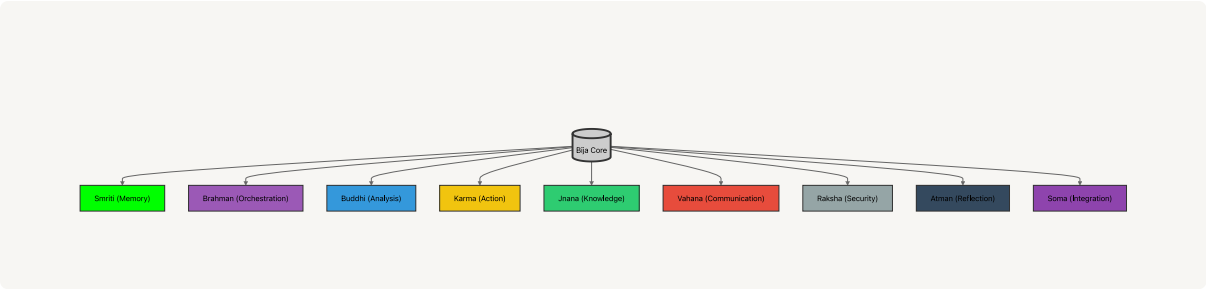 Bīja Core
Smriti (Memory)
Brahman (Orchestration)
Buddhi (Analysis)
Karma (Action)
Jnana (Knowledge)
Vahana (Communication)
Raksha (Security)
Atman (Reflection)
Soma (Integration)